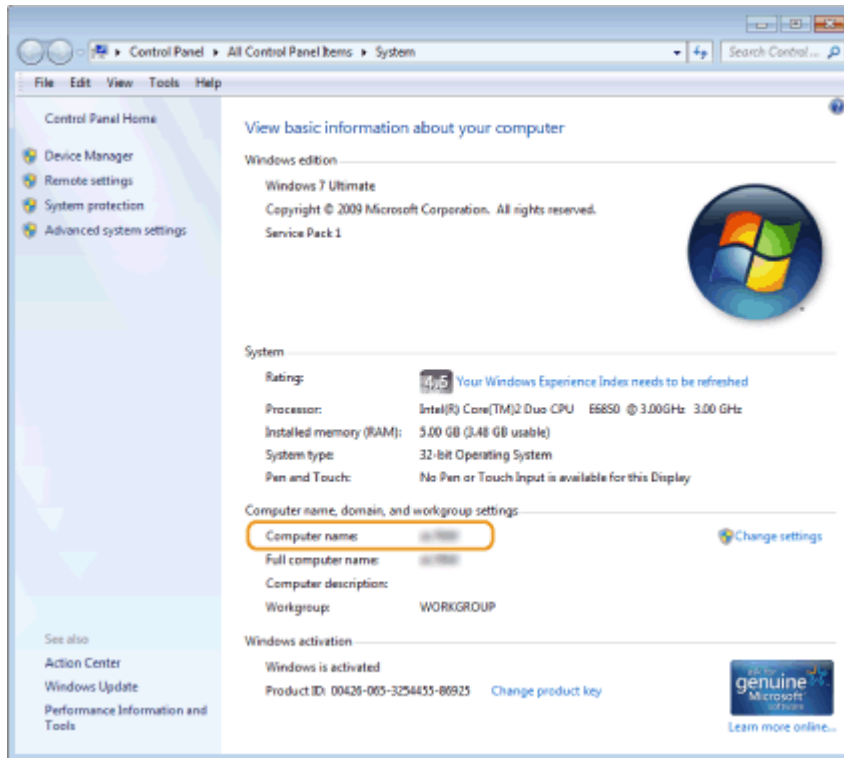 Control Panel ▸ All Control Panel Items ▸ System
Search Control ...
File Edit View Tools Help
Control Panel Home
Device Manager
Remote settings
System protection
Advanced system settings
View basic information about your computer
Windows edition
Windows 7 Ultimate
Copyright © 2009 Microsoft Corporation. All rights reserved.
Service Pack 1
System
Rating: 4,5 Your Windows Experience Index needs to be refreshed
Processor: Intel(R) Core(TM)2 Duo CPU E6850 @ 3.00GHz 3.00 GHz
Installed memory (RAM): 5.00 GB (3.48 GB usable)
System type: 32-bit Operating System
Pen and Touch: No Pen or Touch Input is available for this Display
Computer name, domain, and workgroup settings
Computer name:
Change settings
Full computer name:
Computer description:
Workgroup: WORKGROUP
Windows activation
Windows is activated
Product ID: 00426-065-3254455-86925 Change product key
genuine
Microsoft
software
Learn more online...
See also
Action Center
Windows Update
Performance Information and
Tools